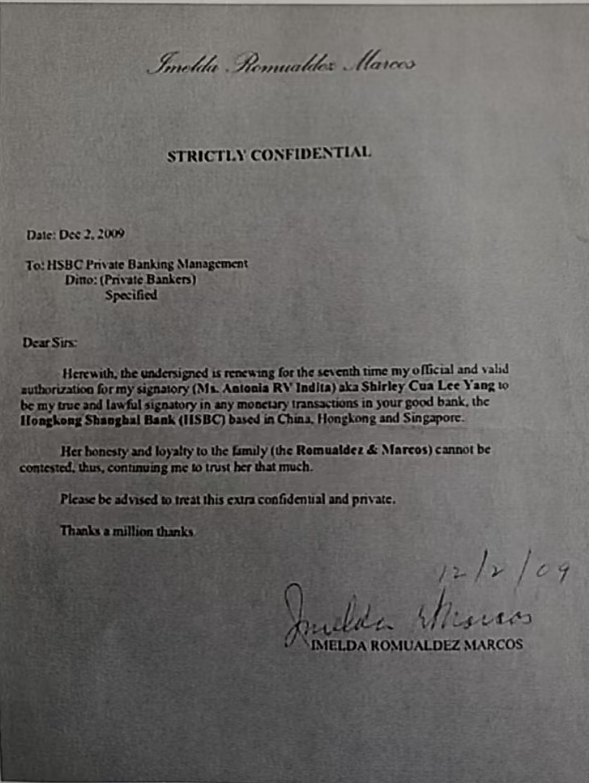 Imelda Romualdez Marcos
STRICTLY CONFIDENTIAL
Date: Dec 2, 2009
To: HSBC Private Banking Management
Ditto: (Private Bankers)
Specified
Dear Sirs:
Herewith, the undersigned is renewing for the seventh time my official and valid
authorization for my signatory (Ms. Antonia RV Indita) aka Shirley Cua Lee Yang to
be my true and lawful signatory in any monetary transactions in your good bank, the
Hongkong Shanghai Bank (HSBC) based in China, Hongkong and Singapore.
Her honesty and loyalty to the family (the Romualdez & Marcos) cannot be
contested, thus, continuing me to trust her that much.
Please be advised to treat this extra confidential and private.
Thanks a million thanks
12/2/09
Imelda R Marcos
IMELDA ROMUALDEZ MARCOS